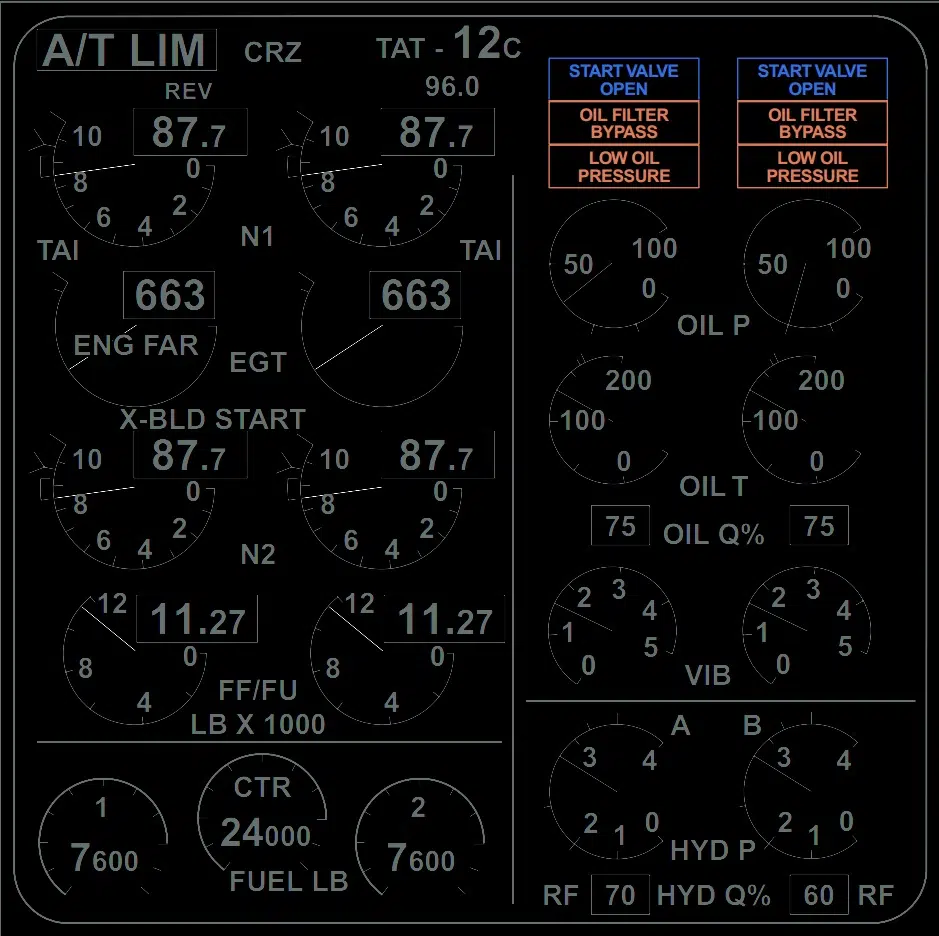 A/T LIM CRZ TAT - 12C
REV 96.0
10 87.7 0 8 6 4 2
10 87.7 0 8 6 4 2
TAI N1 TAI
663 663
ENG FAR EGT
X-BLD START
10 87.7 0 8 6 4 2
10 87.7 0 8 6 4 2
N2
12 11.27 0 8 4
12 11.27 0 8 4
FF/FU
LB X 1000
1
7600
CTR
24000
2
7600
FUEL LB
START VALVE
OPEN
OIL FILTER
BYPASS
LOW OIL
PRESSURE
START VALVE
OPEN
OIL FILTER
BYPASS
LOW OIL
PRESSURE
50 100 0
50 100 0
OIL P
200 100 0
200 100 0
OIL T
75 OIL Q% 75
2 3 4 1 5 0
2 3 4 1 5 0
VIB
A B
3 4 2 1 0
3 4 2 1 0
HYD P
RF 70 HYD Q% 60 RF